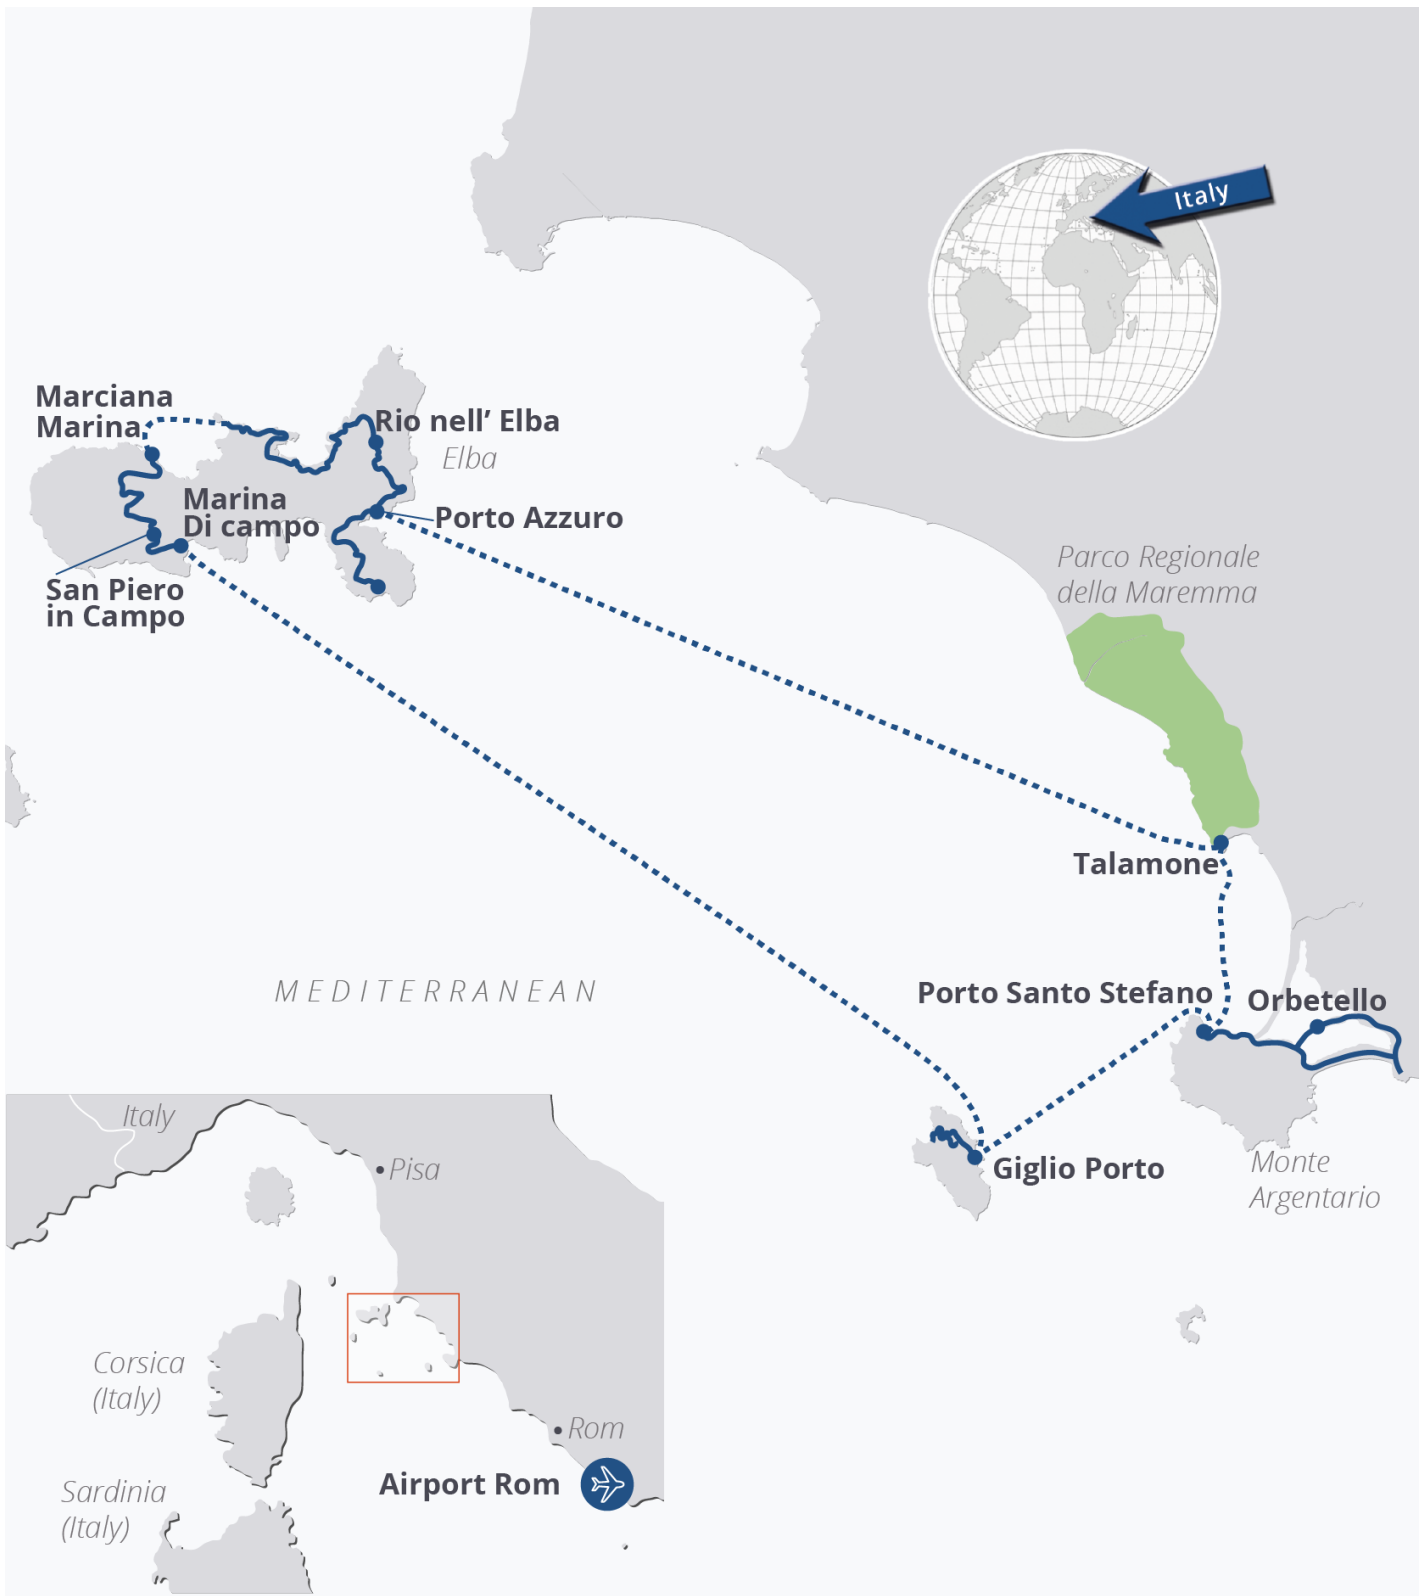 Italy
Marciana
Marina
Rio nell’ Elba
Elba
Marina
Di campo
Porto Azzuro
San Piero
in Campo
Parco Regionale
della Maremma
Talamone
MEDITERRANEAN
Porto Santo Stefano
Orbetello
Giglio Porto
Monte
Argentario
Italy
Pisa
Corsica
(Italy)
Rom
Airport Rom
Sardinia
(Italy)